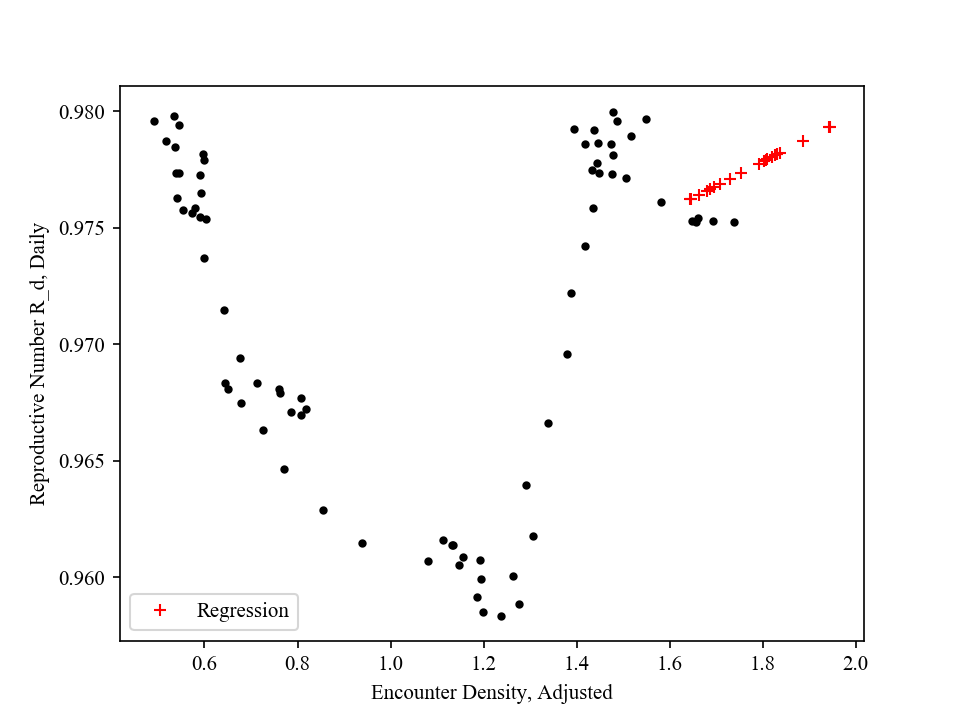 0.980
0.975
0.970
0.965
0.960
Reproductive Number R_d, Daily
Regression
0.6 0.8 1.0 1.2 1.4 1.6 1.8 2.0
Encounter Density, Adjusted